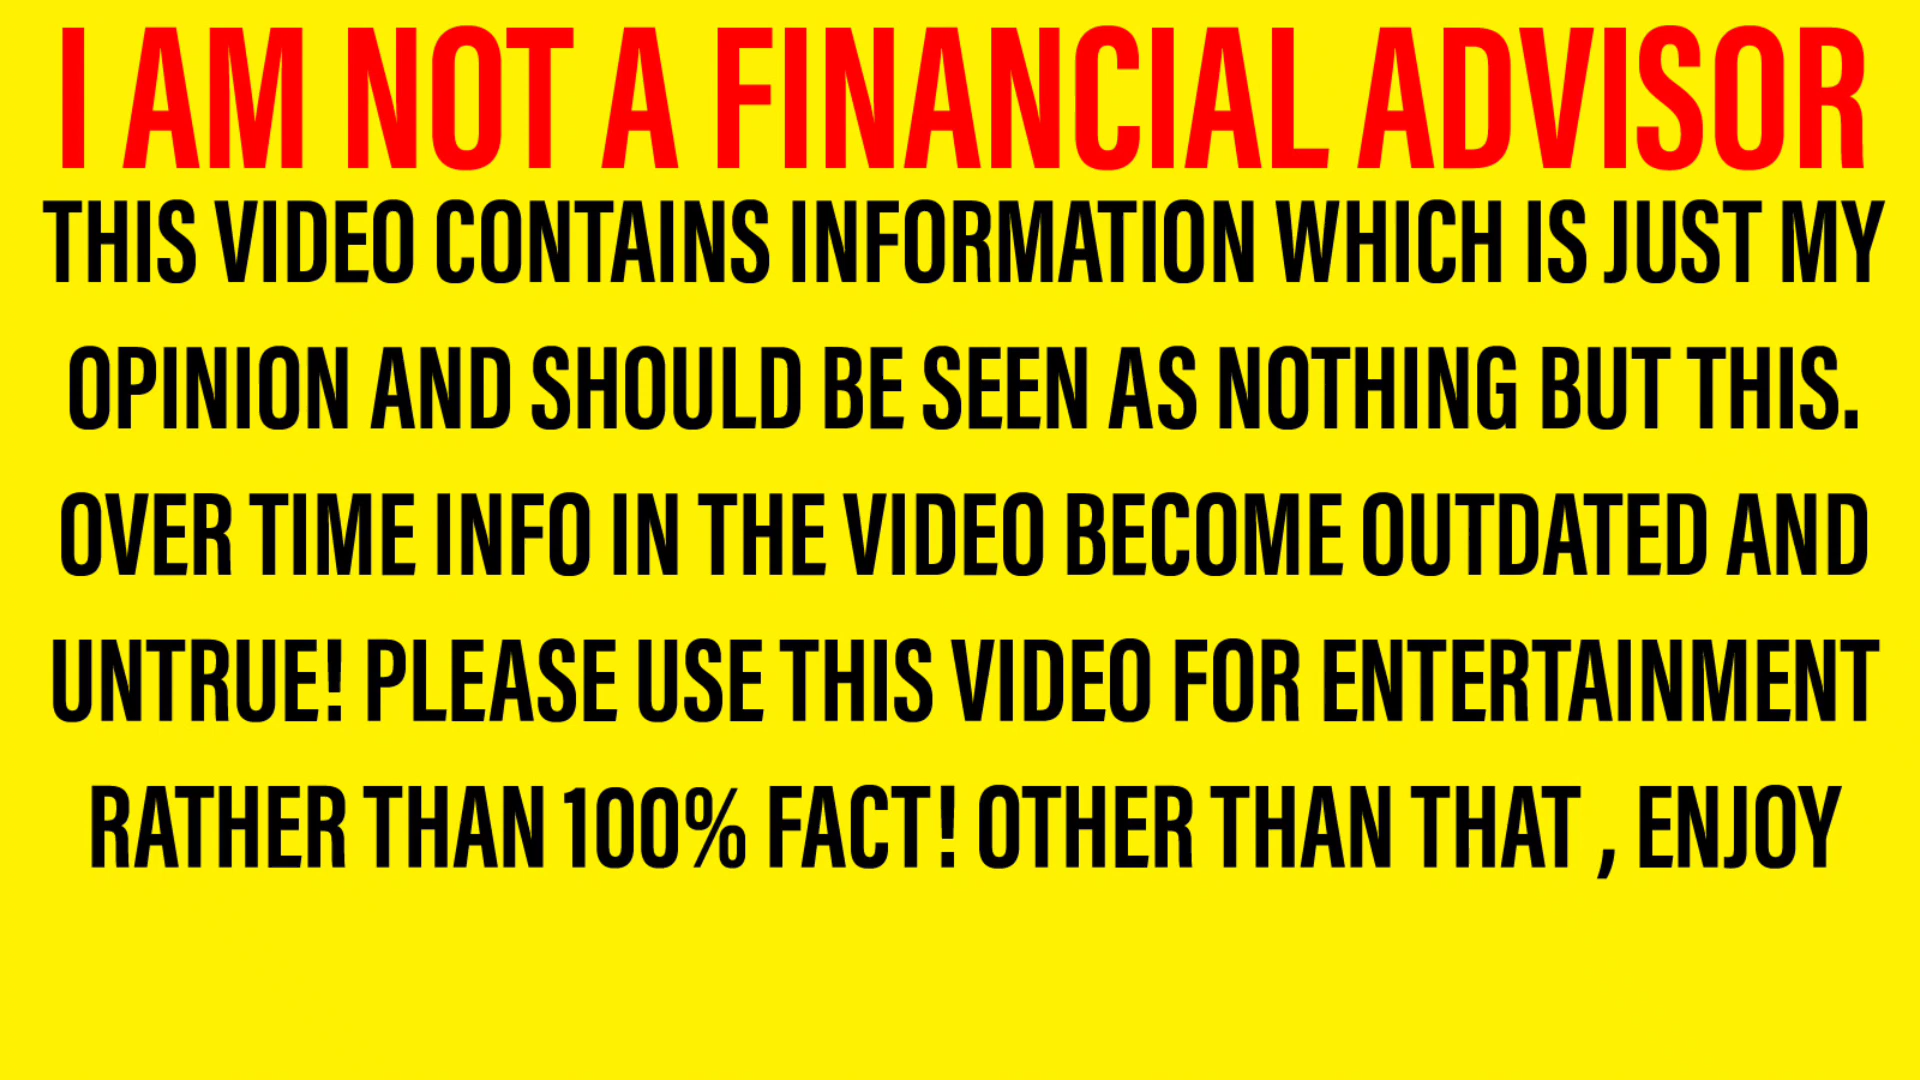 I AM NOT A FINANCIAL ADVISOR
THIS VIDEO CONTAINS INFORMATION WHICH IS JUST MY
OPINION AND SHOULD BE SEEN AS NOTHING BUT THIS.
OVER TIME INFO IN THE VIDEO BECOME OUTDATED AND
UNTRUE! PLEASE USE THIS VIDEO FOR ENTERTAINMENT
RATHER THAN 100% FACT! OTHER THAN THAT , ENJOY